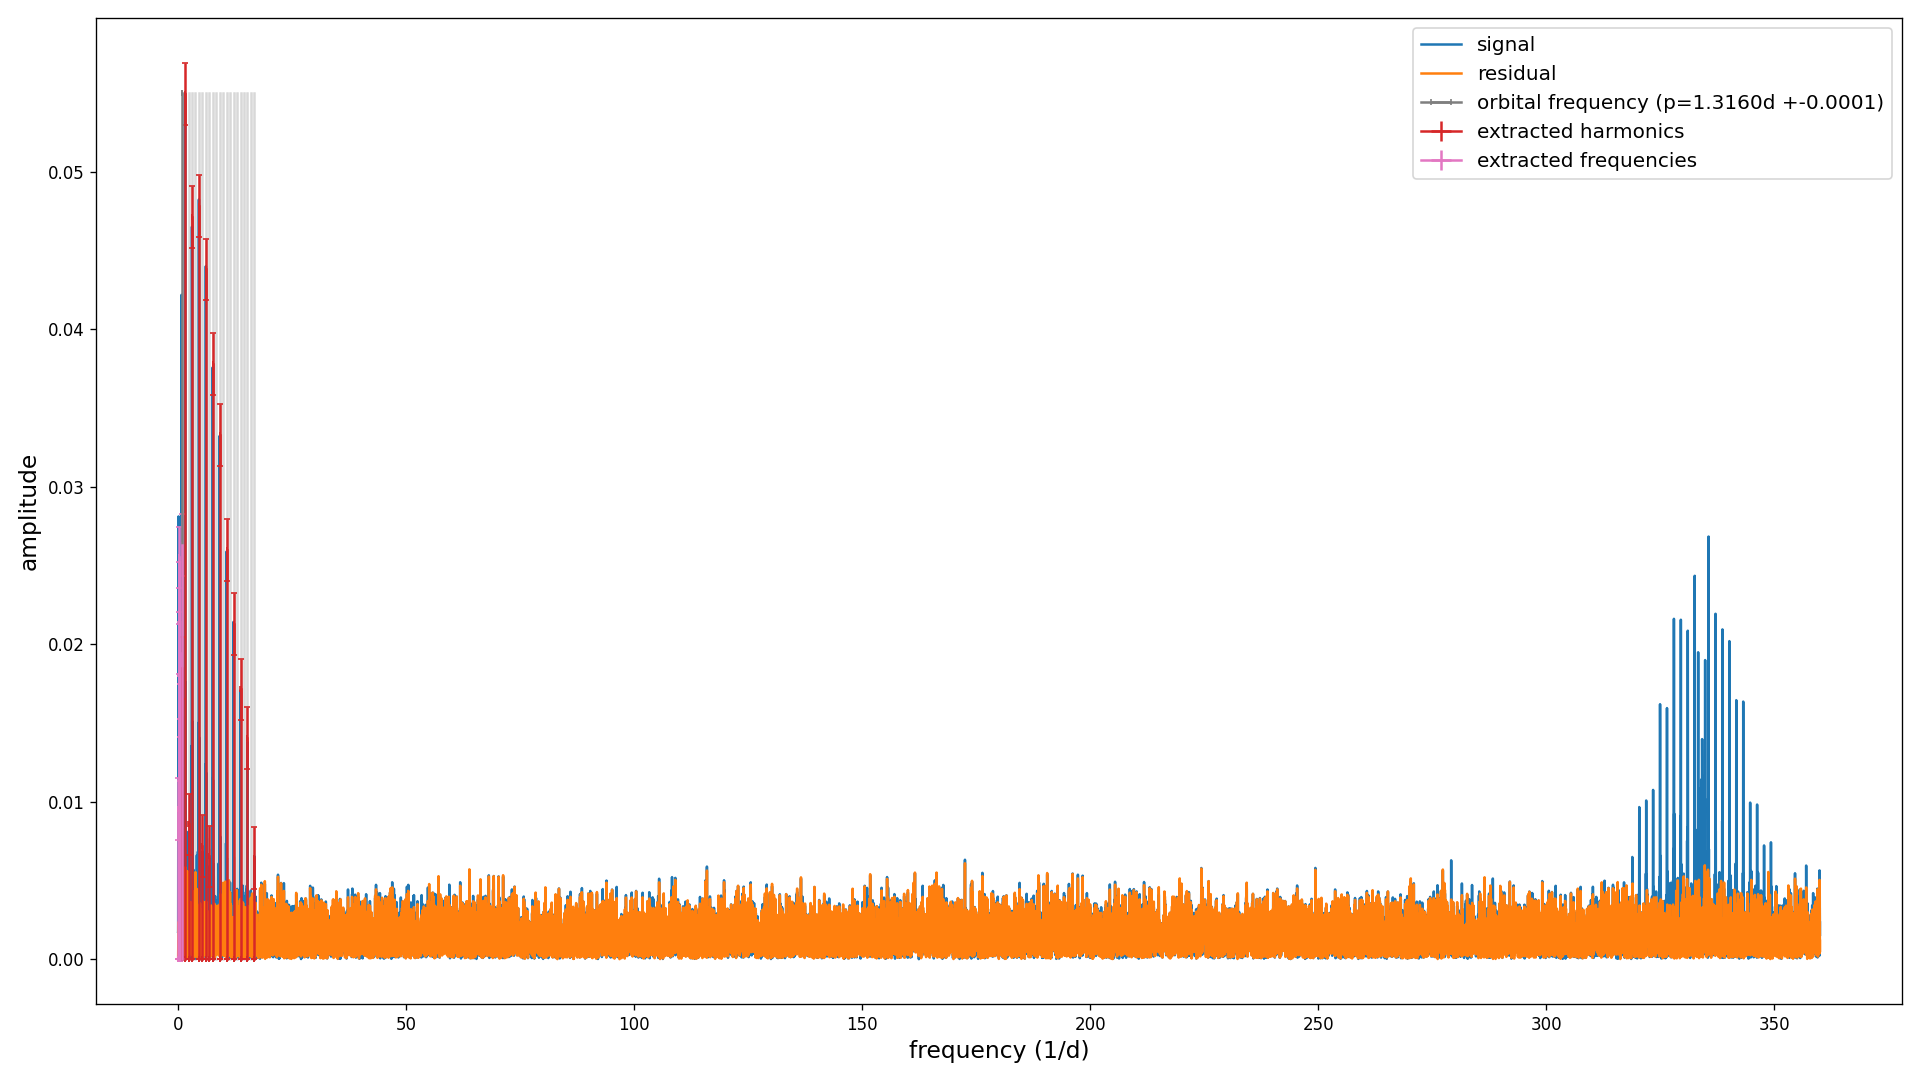 signal
residual
orbital frequency (p=1.3160d +-0.0001)
extracted harmonics
extracted frequencies
0.05
0.04
0.03
0.02
0.01
0.00
amplitude
0 50 100 150 200 250 300 350
frequency (1/d)